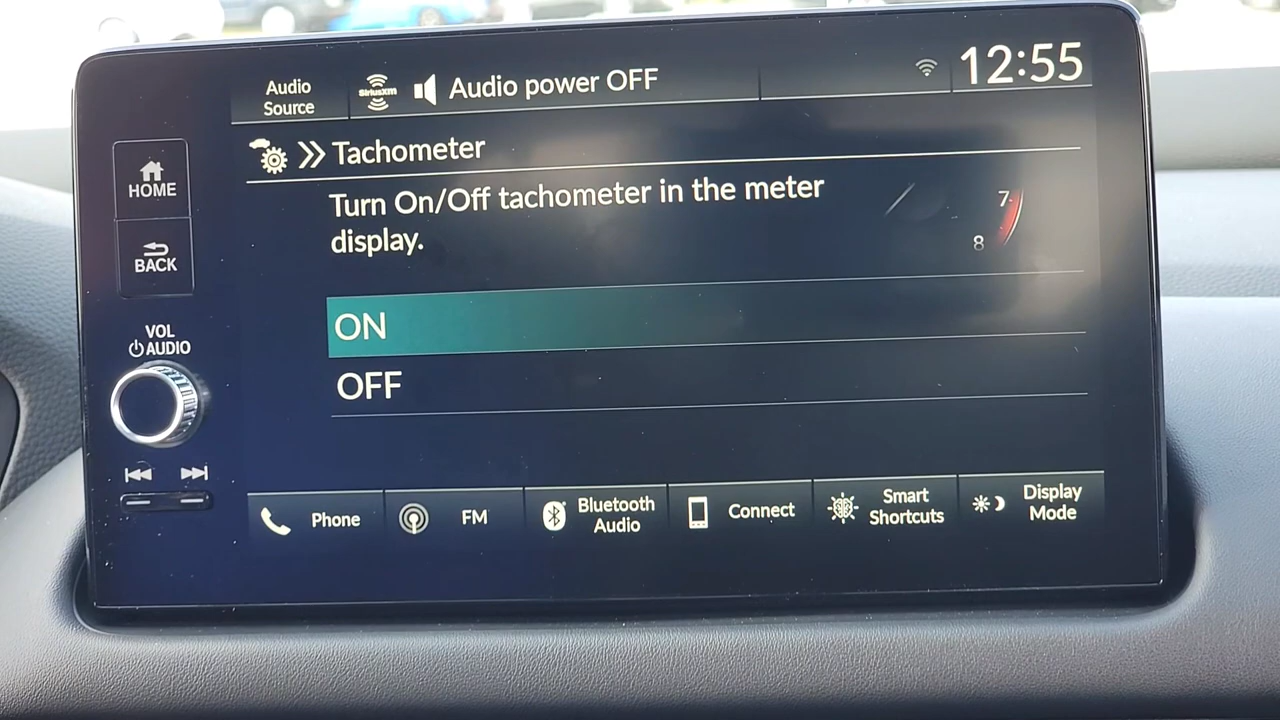 Audio
Source
SiriusXM
Audio power OFF
12:55
Tachometer
Turn On/Off tachometer in the meter
display.
7
8
HOME
BACK
VOL
AUDIO
ON
OFF
Phone
FM
Bluetooth
Audio
Connect
Smart
Shortcuts
Display
Mode